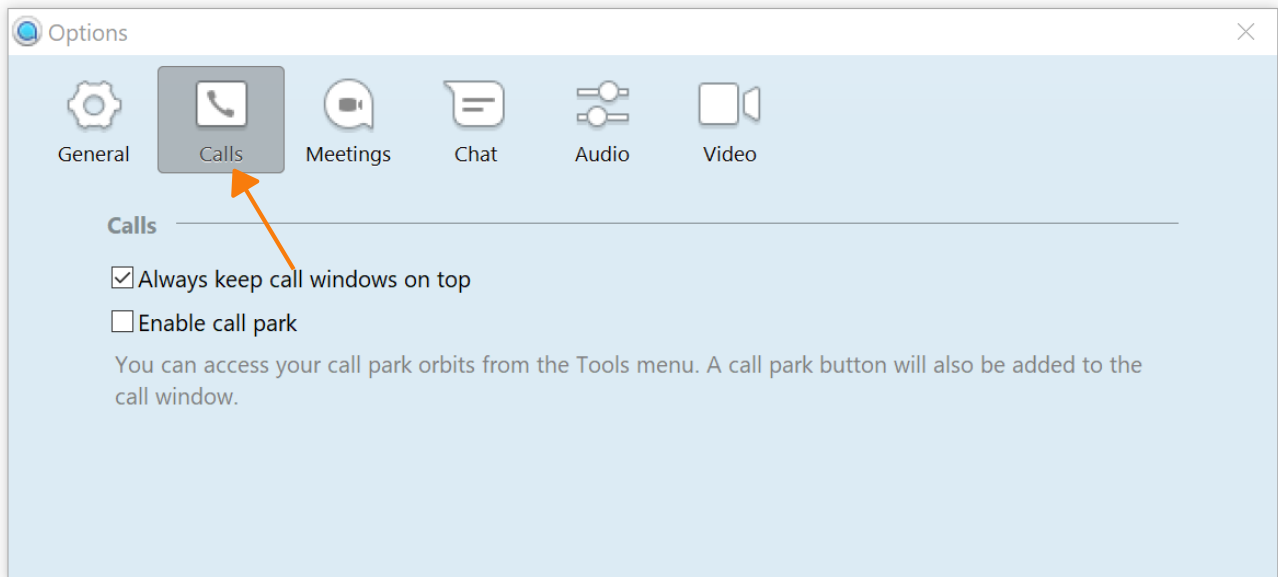 Options
General Calls Meetings Chat Audio Video
Calls
Always keep call windows on top
Enable call park
You can access your call park orbits from the Tools menu. A call park button will also be added to the
call window.